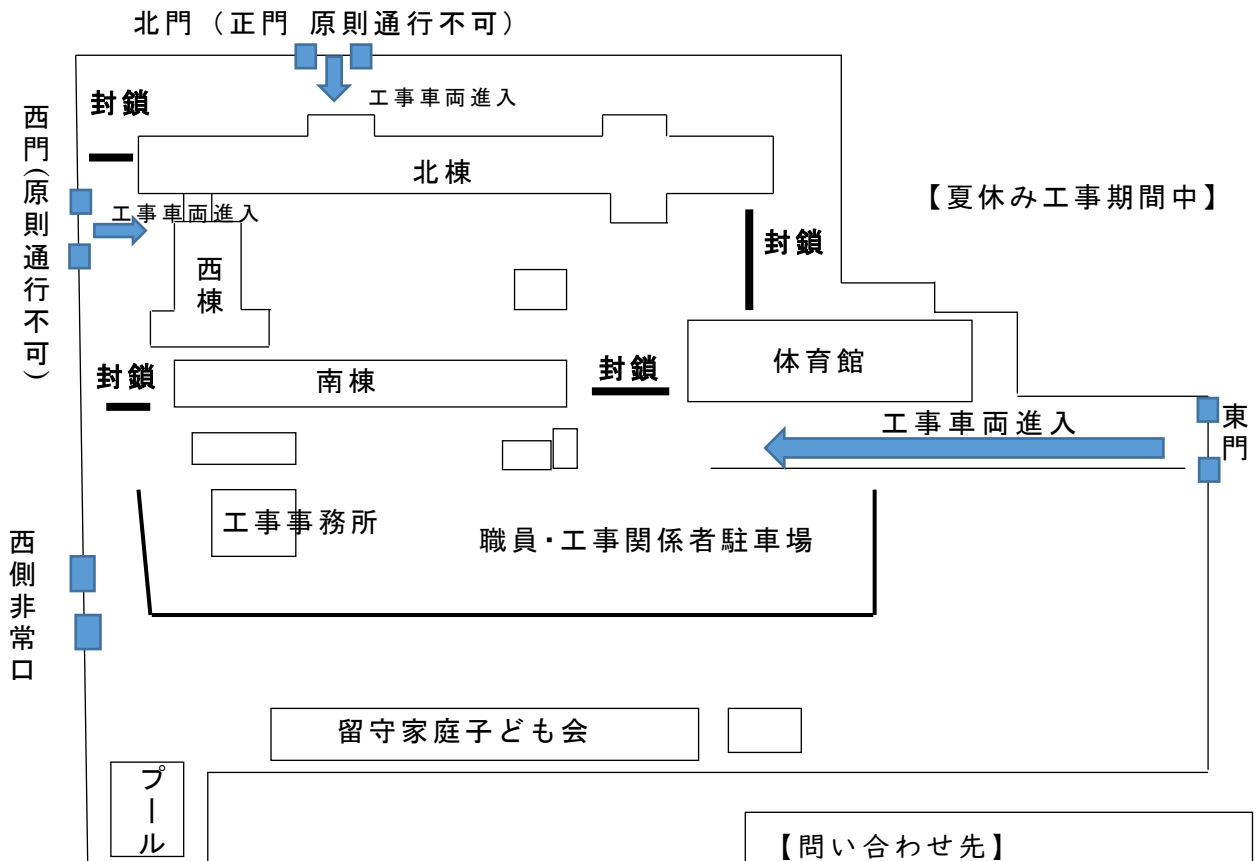 北門（正門 原則通行不可）
工事車両進入
封鎖
西門（原則通行不可）
北棟
【夏休み工事期間中】
工事車両進入
封鎖
西棟
体育館
封鎖
南棟
封鎖
工事車両進入
東門
工事事務所
職員・工事関係者駐車場
西側非常口
留守家庭子ども会
プール
【問い合わせ先】